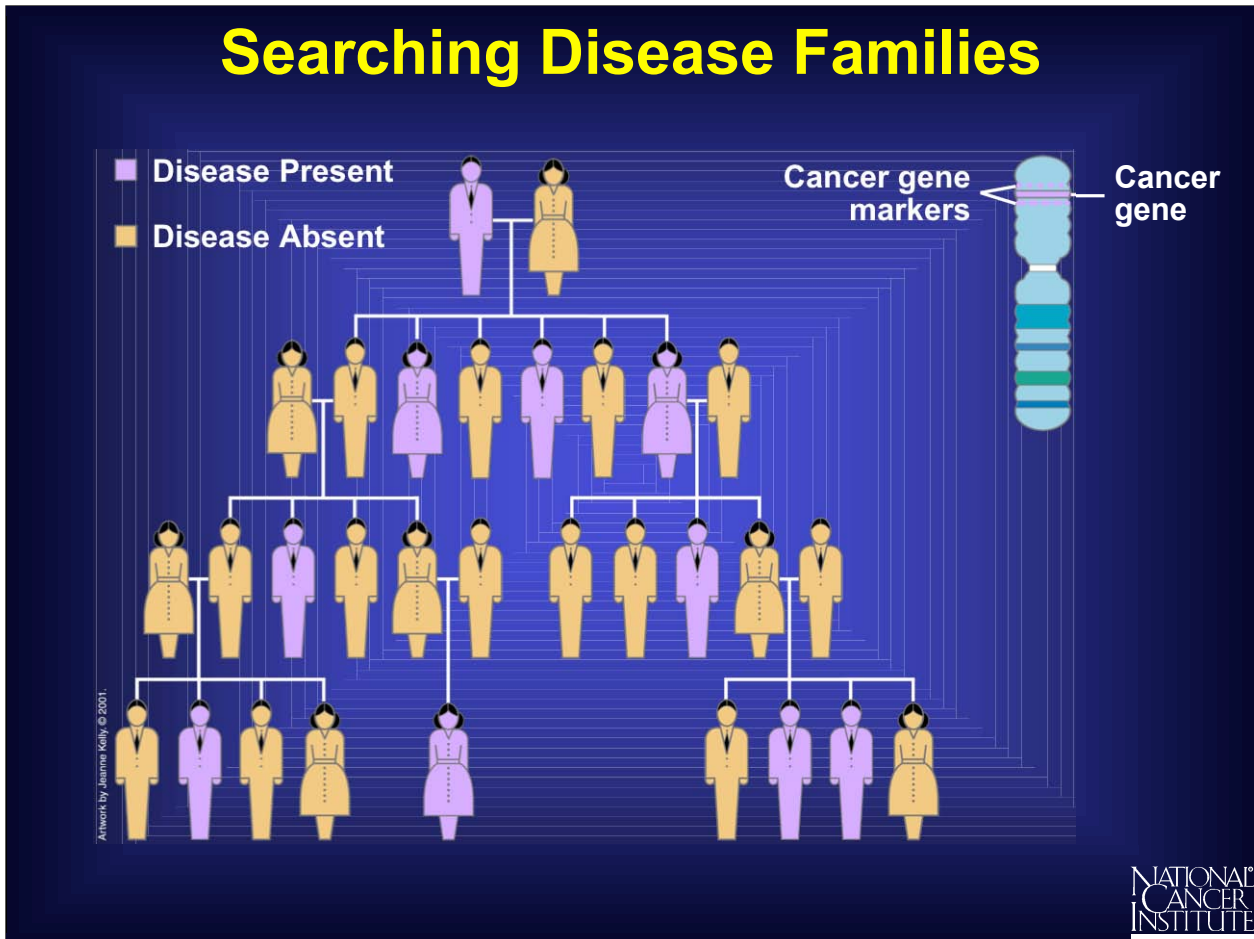 Searching Disease Families
Disease Present
Disease Absent
Cancer gene
markers
Cancer
gene
Artwork by Jeanne Kelly. © 2001.
NATIONAL®
CANCER
INSTITUTE